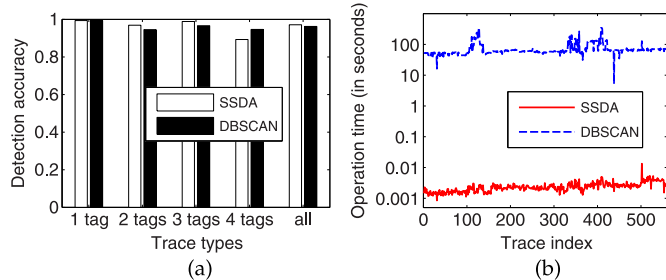 Detection accuracy
1
0.8
0.6
0.4
0.2
0
SSDA
DBSCAN
1 tag 2 tags 3 tags 4 tags all
Trace types
(a)
Operation time (in seconds)
100
10
1
0.1
0.01
0.001
SSDA
DBSCAN
0 100 200 300 400 500
Trace index
(b)